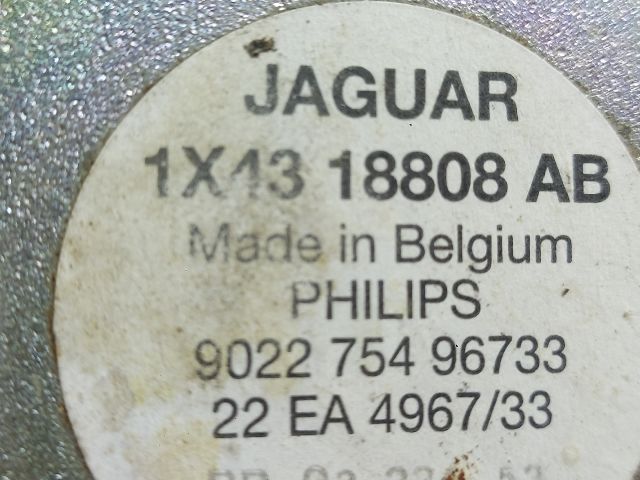 JAGUAR
1X43 18808 AB
Made in Belgium
PHILIPS
9022 754 96733
22 EA 4967/33